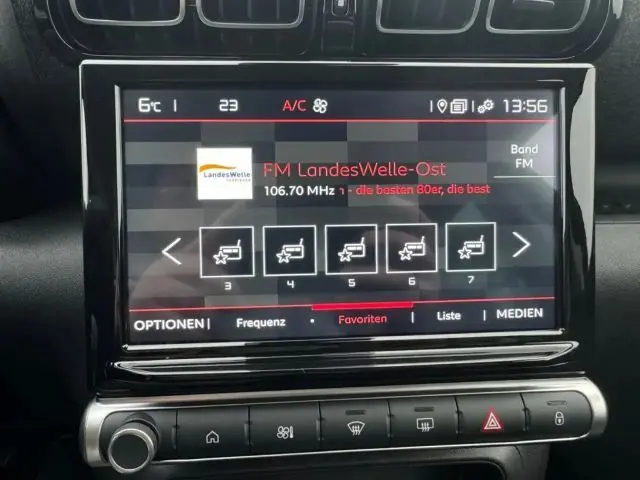 6°C | 23 A/C 13:56
LandesWelle
FM LandesWelle-Ost
Band
FM
106.70 MHz n - die besten 80er, die best
3 4 5 6 7
OPTIONEN | Frequenz Favoriten | Liste | MEDIEN